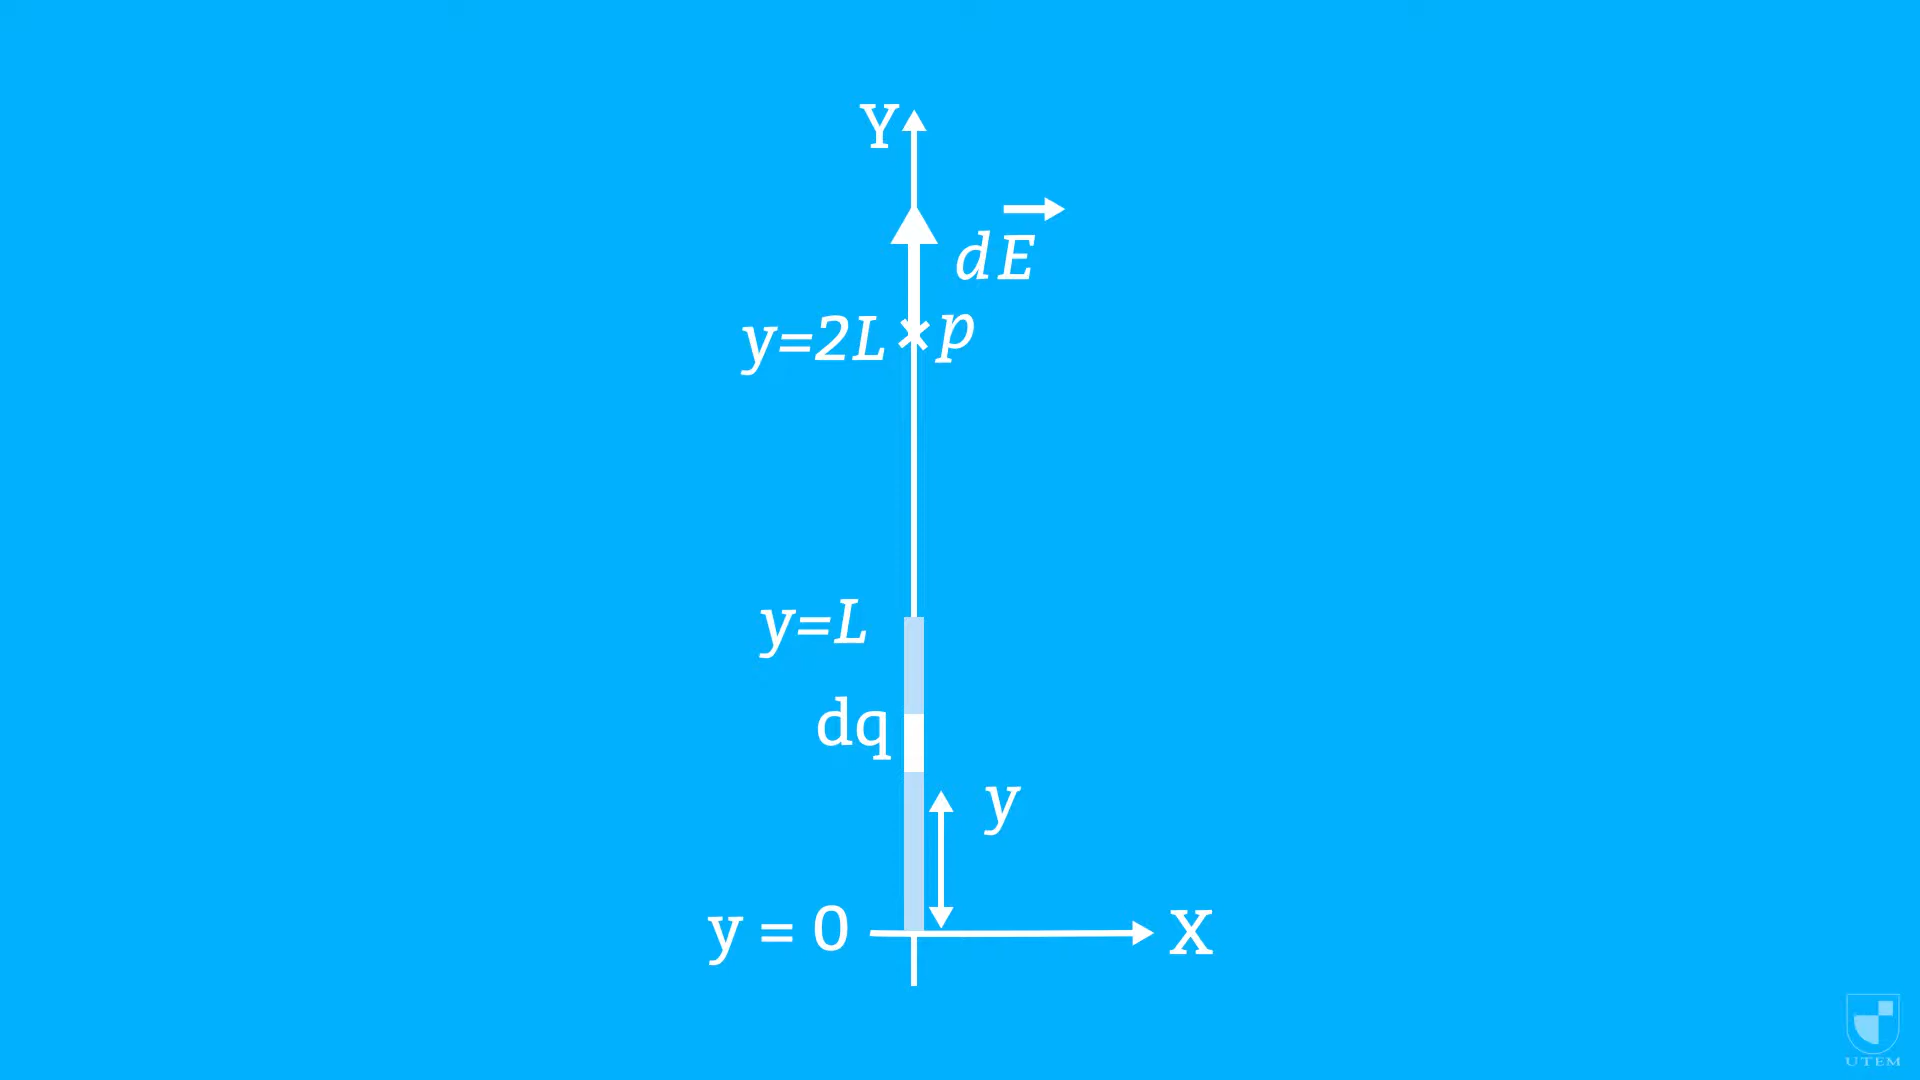 Y
dE
y=2L p
y=L
dq
y
y = 0 X
UTEM